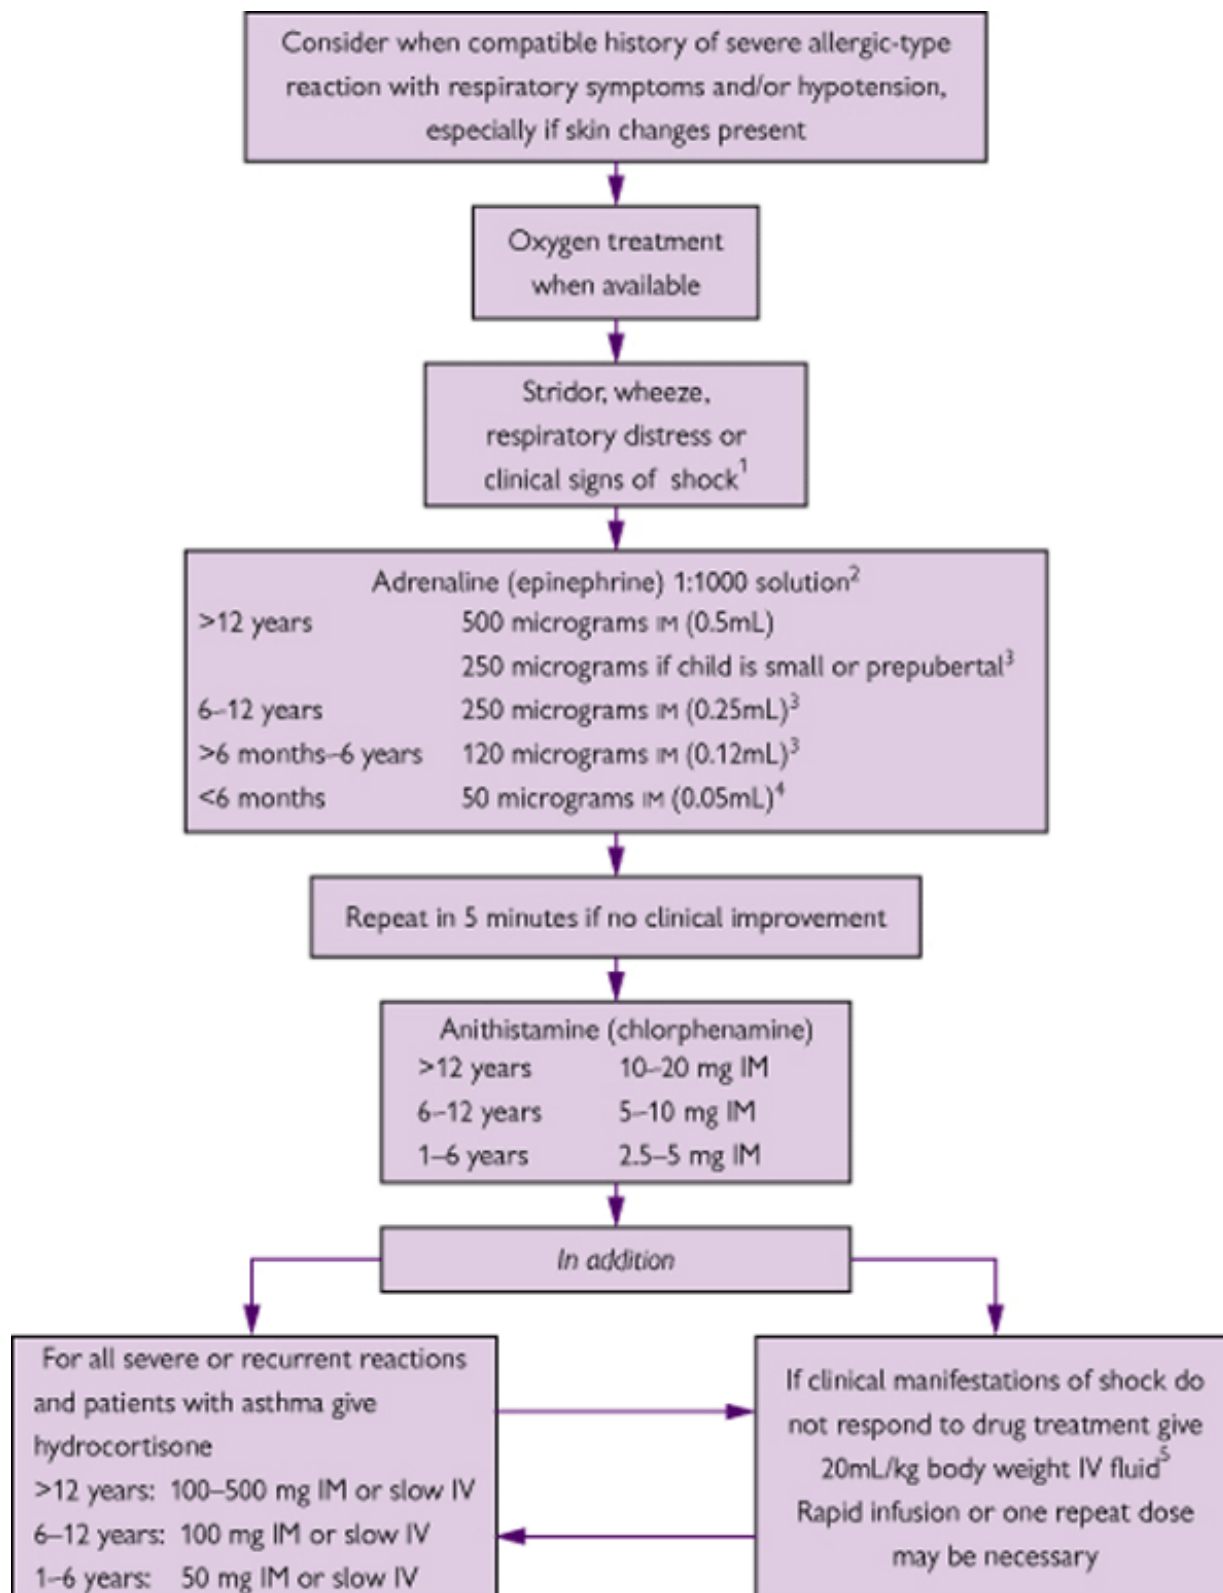 Consider when compatible history of severe allergic-type
reaction with respiratory symptoms and/or hypotension,
especially if skin changes present
Oxygen treatment
when available
Stridor, wheeze,
respiratory distress or
clinical signs of shock¹
Adrenaline (epinephrine) 1:1000 solution²
>12 years 500 micrograms IM (0.5mL)
250 micrograms if child is small or prepubertal³
6–12 years 250 micrograms IM (0.25mL)³
>6 months–6 years 120 micrograms IM (0.12mL)³
<6 months 50 micrograms IM (0.05mL)⁴
Repeat in 5 minutes if no clinical improvement
Anithistamine (chlorphenamine)
>12 years 10–20 mg IM
6–12 years 5–10 mg IM
1–6 years 2.5–5 mg IM
In addition
For all severe or recurrent reactions
and patients with asthma give
hydrocortisone
>12 years: 100–500 mg IM or slow IV
6–12 years: 100 mg IM or slow IV
1–6 years: 50 mg IM or slow IV
If clinical manifestations of shock do
not respond to drug treatment give
20mL/kg body weight IV fluid⁵
Rapid infusion or one repeat dose
may be necessary